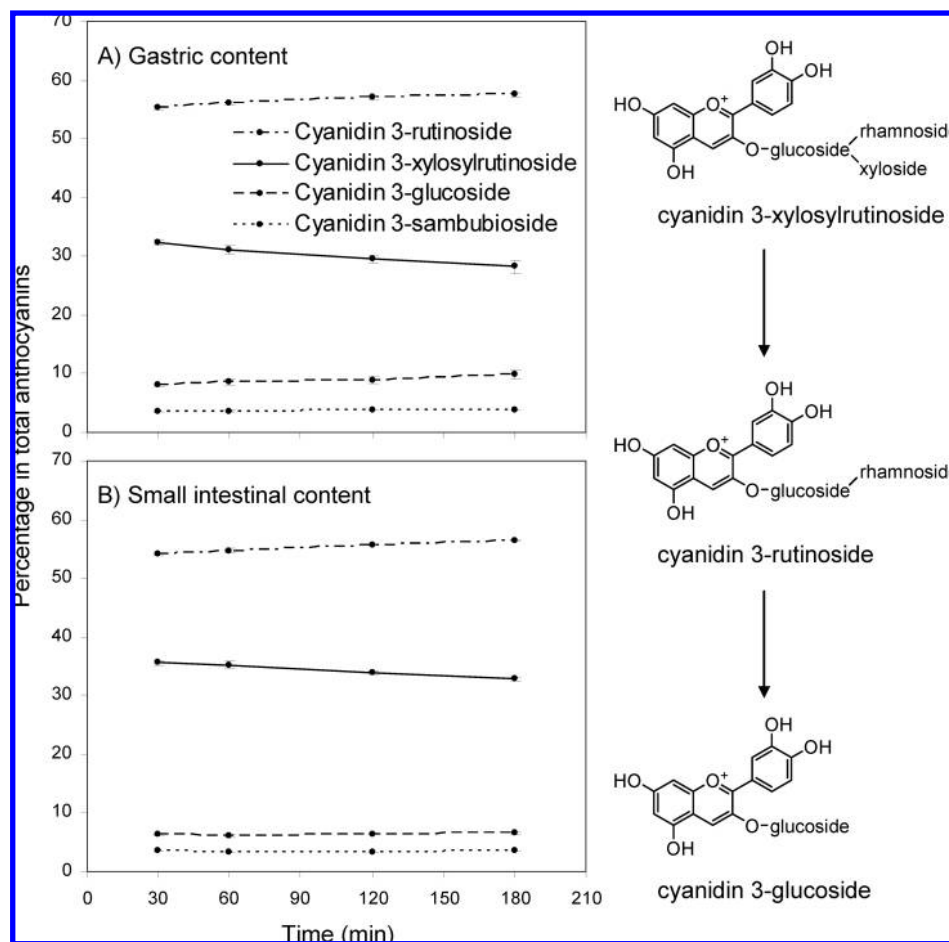 Percentage in total anthocyanins
70
A) Gastric content
60
50
40
30
20
10
0
Cyanidin 3-rutinoside
Cyanidin 3-xylosylrutinoside
Cyanidin 3-glucoside
Cyanidin 3-sambubioside
70
B) Small intestinal content
60
50
40
30
20
10
0
0 30 60 90 120 150 180 210
Time (min)
OH
OH
HO
O+
rhamnoside
O-glucoside
xyloside
OH
cyanidin 3-xylosylrutinoside
OH
OH
HO
O+
rhamnoside
O-glucoside
OH
cyanidin 3-rutinoside
OH
OH
HO
O+
O-glucoside
OH
cyanidin 3-glucoside